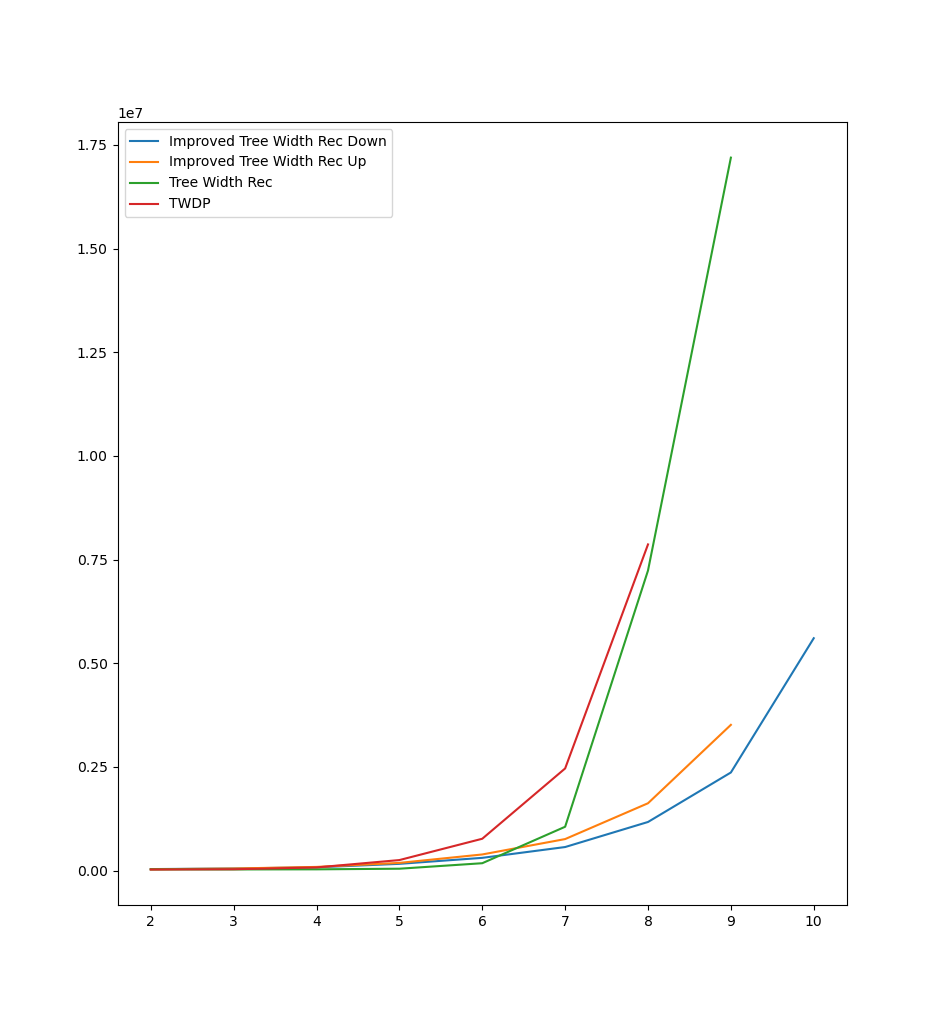 1e7
Improved Tree Width Rec Down
Improved Tree Width Rec Up
Tree Width Rec
TWDP
1.75
1.50
1.25
1.00
0.75
0.50
0.25
0.00
2 3 4 5 6 7 8 9 10